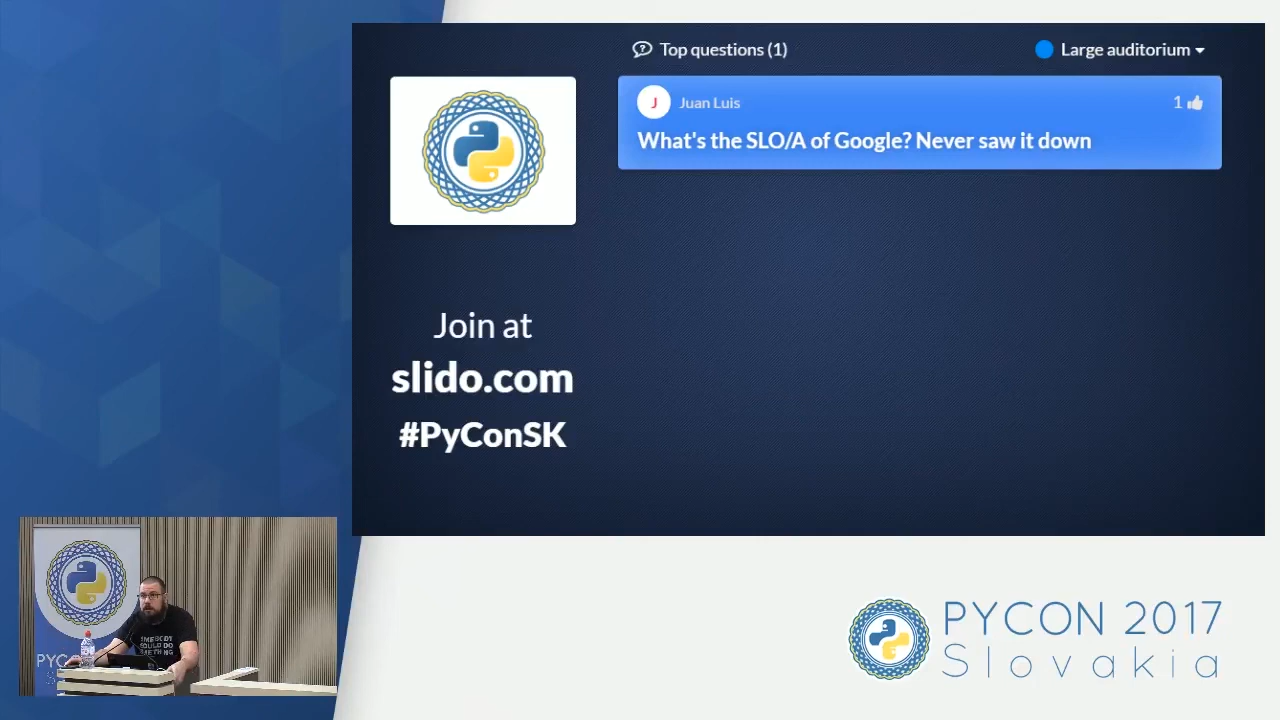 Top questions (1)
Large auditorium
J
Juan Luis
1
What's the SLO/A of Google? Never saw it down
Join at
slido.com
#PyConSK
PYCON 2017
Slovakia